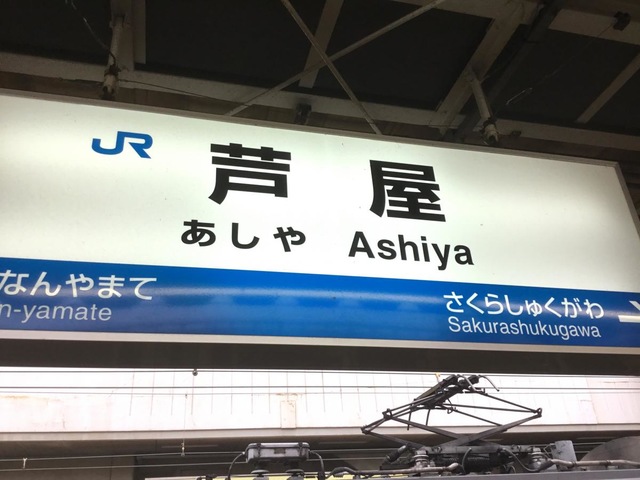 JR 芦屋
あしや Ashiya
なんやまて
n-yamate
さくらしゅくがわ
Sakurashukugawa